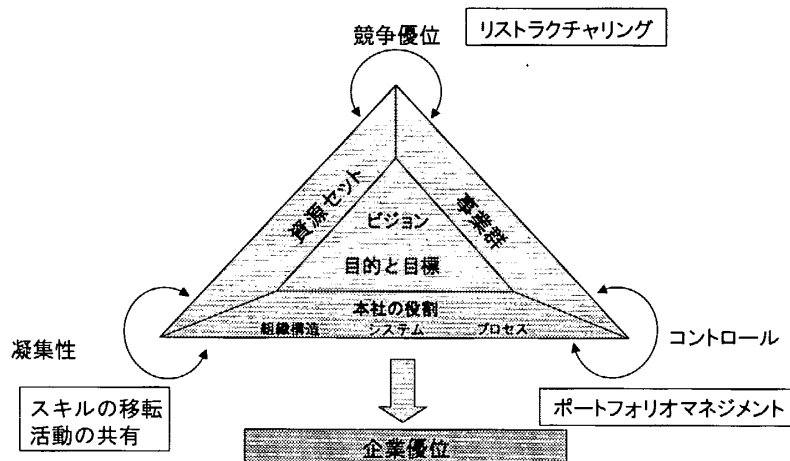 リストラクチャリング
競争優位
資源セット
事業群
ビジョン
目的と目標
本社の役割
組織構造 システム プロセス
凝集性
コントロール
スキルの移転
活動の共有
ポートフォリオマネジメント
企業優位